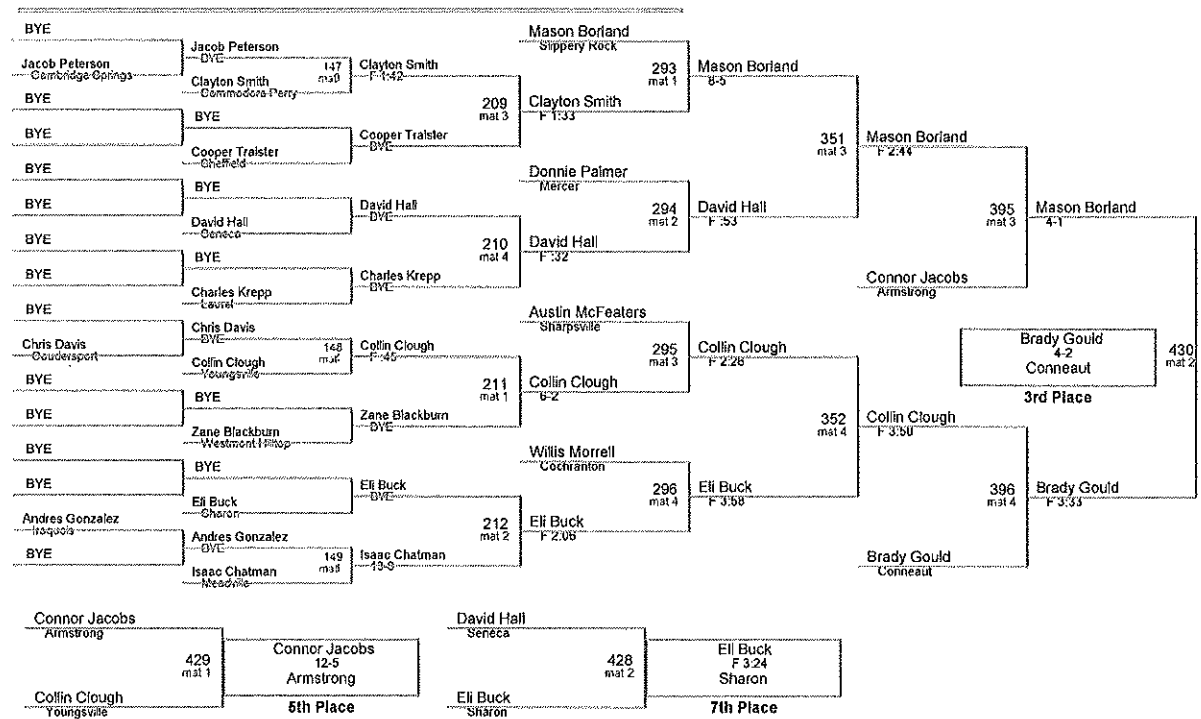 BYE
Jacob Peterson
Cambridge Springs
BYE
BYE
BYE
BYE
BYE
BYE
BYE
Chris Davis
Coudersport
BYE
BYE
BYE
BYE
Andres Gonzalez
Iroquois
BYE
Jacob Peterson
BYE
147
Clayton Smith
Commodore Perry
BYE
Cooper Tralster
Sheffield
BYE
David Hall
Seneca
BYE
Charles Krepp
Laurel
Chris Davis
BYE
148
Collin Clough
Youngsville
BYE
Zane Blackburn
Westmont Hilltop
BYE
Eli Buck
Sharon
Andres Gonzalez
BYE
149
Isaac Chatman
Meadville
Clayton Smith
F 1:42
209
mat 3
Cooper Tralster
BYE
David Hall
BYE
210
mat 4
Charles Krepp
BYE
Collin Clough
F :45
211
mat 1
Zane Blackburn
BYE
Eli Buck
BYE
212
mat 2
Isaac Chatman
Mason Borland
Slippery Rock
293
mat 1
Clayton Smith
F 1:33
Donnie Palmer
Mercer
294
mat 2
David Hall
F :32
Austin McFeaters
Sharpsville
295
mat 3
Collin Clough
6-2
Willis Morrell
Cochranton
296
mat 4
Eli Buck
F 2:06
Mason Borland
8-5
351
mat 3
David Hall
F :53
Collin Clough
F 2:28
352
mat 4
Eli Buck
F 3:58
Mason Borland
F 2:44
395
mat 3
Connor Jacobs
Armstrong
Collin Clough
F 3:50
396
mat 4
Brady Gould
Conneaut
Mason Borland
4-1
Brady Gould
4-2
Conneaut
3rd Place
430
mat 2
Brady Gould
F 3:33
Connor Jacobs
Armstrong
429
mat 1
Collin Clough
Youngsville
Connor Jacobs
12-5
Armstrong
5th Place
David Hall
Seneca
428
mat 2
Eli Buck
Sharon
Eli Buck
F 3:24
Sharon
7th Place